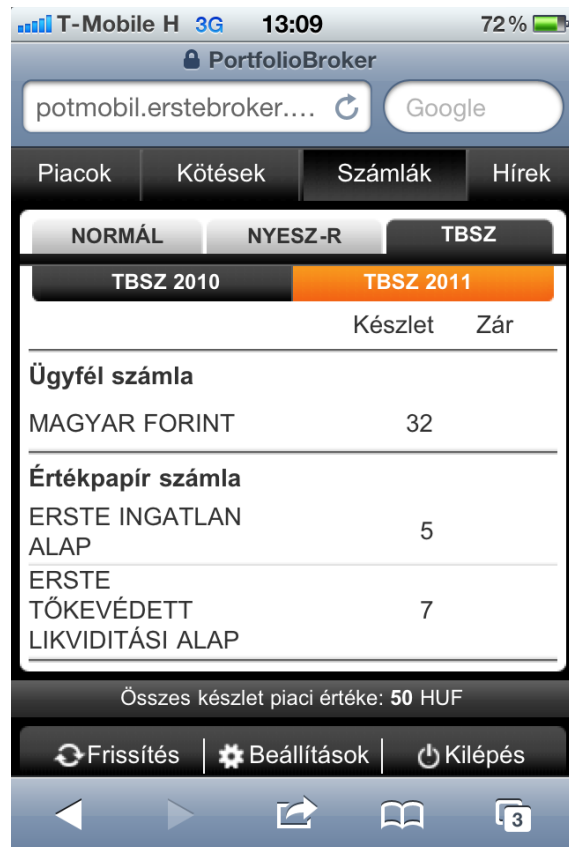 T-Mobile H 3G 13:09 72 %
PortfolioBroker
potmobil.erstebroker.... Google
Piacok Kötések Számlák Hírek
NORMÁL NYESZ-R TBSZ
TBSZ 2010 TBSZ 2011
Készlet Zár
Ügyfél számla
MAGYAR FORINT 32
Értékpapír számla
ERSTE INGATLAN
ALAP 5
ERSTE
TŐKEVÉDETT 7
LIKVIDITÁSI ALAP
Összes készlet piaci értéke: 50 HUF
Frissítés Beállítások Kilépés
3